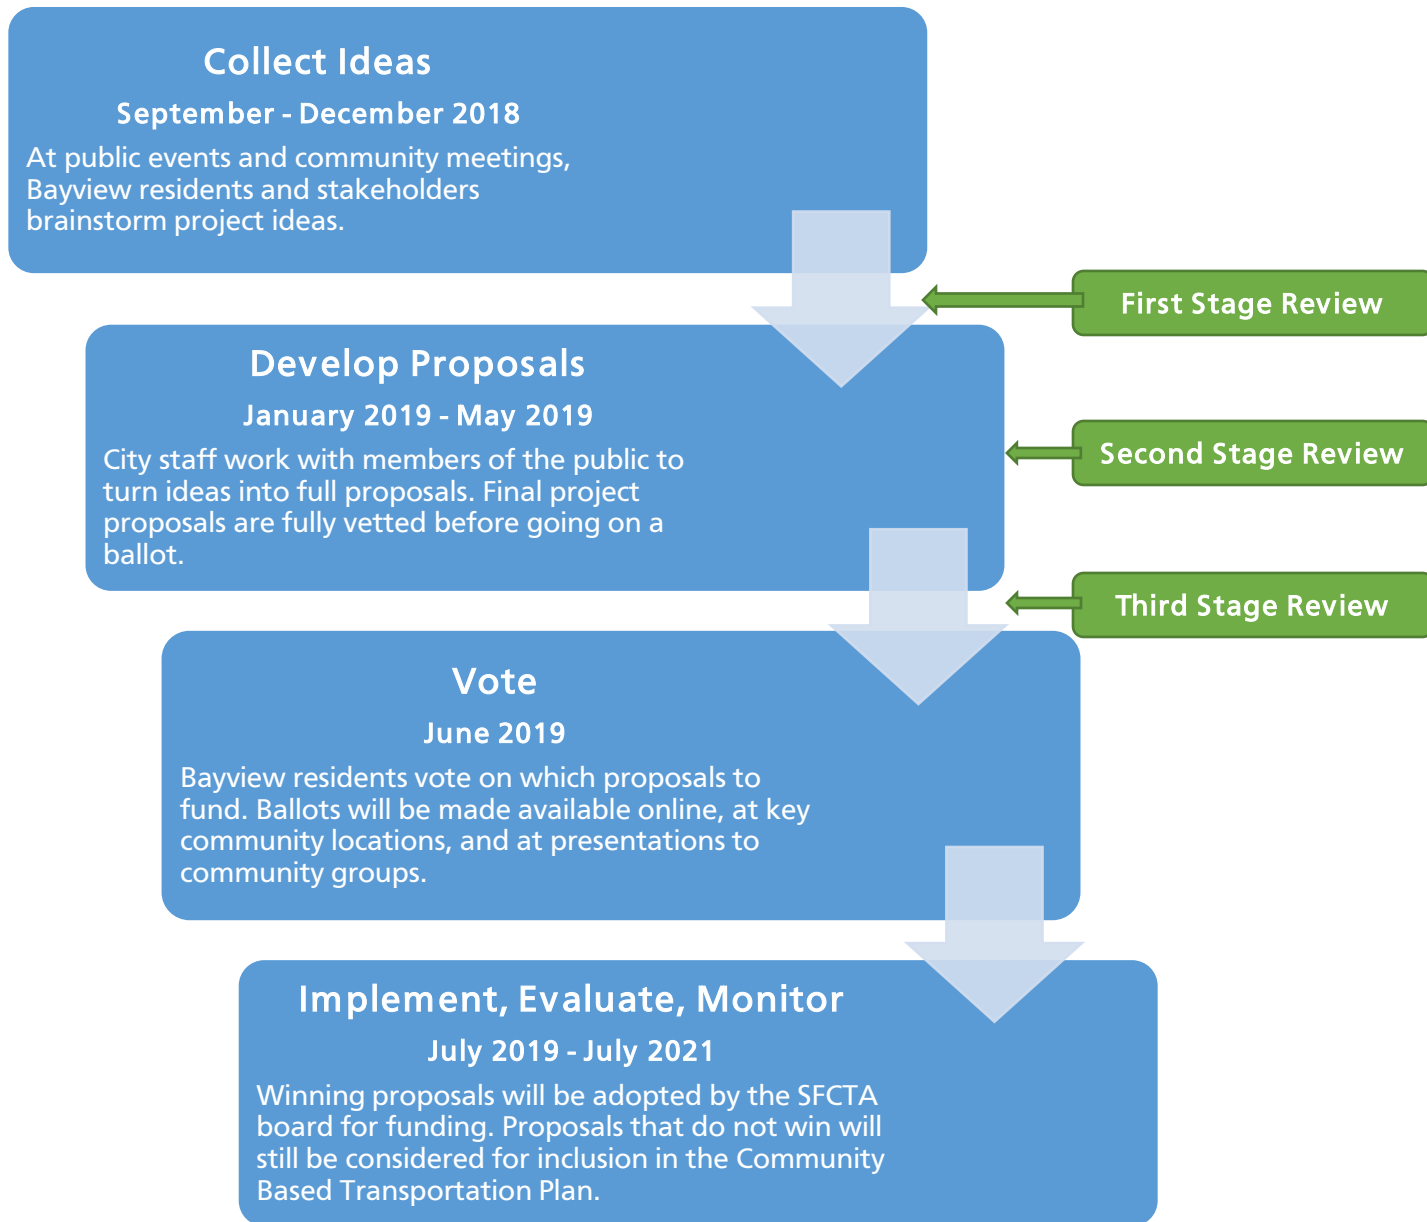 Collect Ideas
September - December 2018
At public events and community meetings,
Bayview residents and stakeholders
brainstorm project ideas.
First Stage Review
Develop Proposals
January 2019 - May 2019
City staff work with members of the public to
turn ideas into full proposals. Final project
proposals are fully vetted before going on a
ballot.
Second Stage Review
Third Stage Review
Vote
June 2019
Bayview residents vote on which proposals to
fund. Ballots will be made available online, at key
community locations, and at presentations to
community groups.
Implement, Evaluate, Monitor
July 2019 - July 2021
Winning proposals will be adopted by the SFCTA
board for funding. Proposals that do not win will
still be considered for inclusion in the Community
Based Transportation Plan.